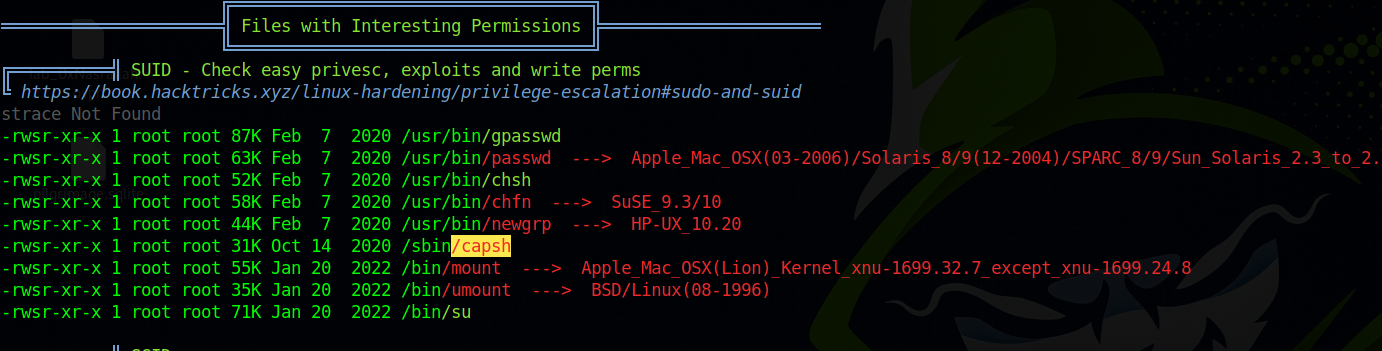 Files with Interesting Permissions
SUID - Check easy privesc, exploits and write perms
https://book.hacktricks.xyz/linux-hardening/privilege-escalation#sudo-and-suid
strace Not Found
-rwsr-xr-x 1 root root 87K Feb  7  2020 /usr/bin/gpasswd
-rwsr-xr-x 1 root root 63K Feb  7  2020 /usr/bin/passwd  --->  Apple_Mac_OSX(03-2006)/Solaris_8/9(12-2004)/SPARC_8/9/Sun_Solaris_2.3_to_2.
-rwsr-xr-x 1 root root 52K Feb  7  2020 /usr/bin/chsh
-rwsr-xr-x 1 root root 58K Feb  7  2020 /usr/bin/chfn  --->  SuSE_9.3/10
-rwsr-xr-x 1 root root 44K Feb  7  2020 /usr/bin/newgrp  --->  HP-UX_10.20
-rwsr-xr-x 1 root root 31K Oct 14  2020 /sbin/capsh
-rwsr-xr-x 1 root root 55K Jan 20  2022 /bin/mount  --->  Apple_Mac_OSX(Lion)_Kernel_xnu-1699.32.7_except_xnu-1699.24.8
-rwsr-xr-x 1 root root 35K Jan 20  2022 /bin/umount  --->  BSD/Linux(08-1996)
-rwsr-xr-x 1 root root 71K Jan 20  2022 /bin/su